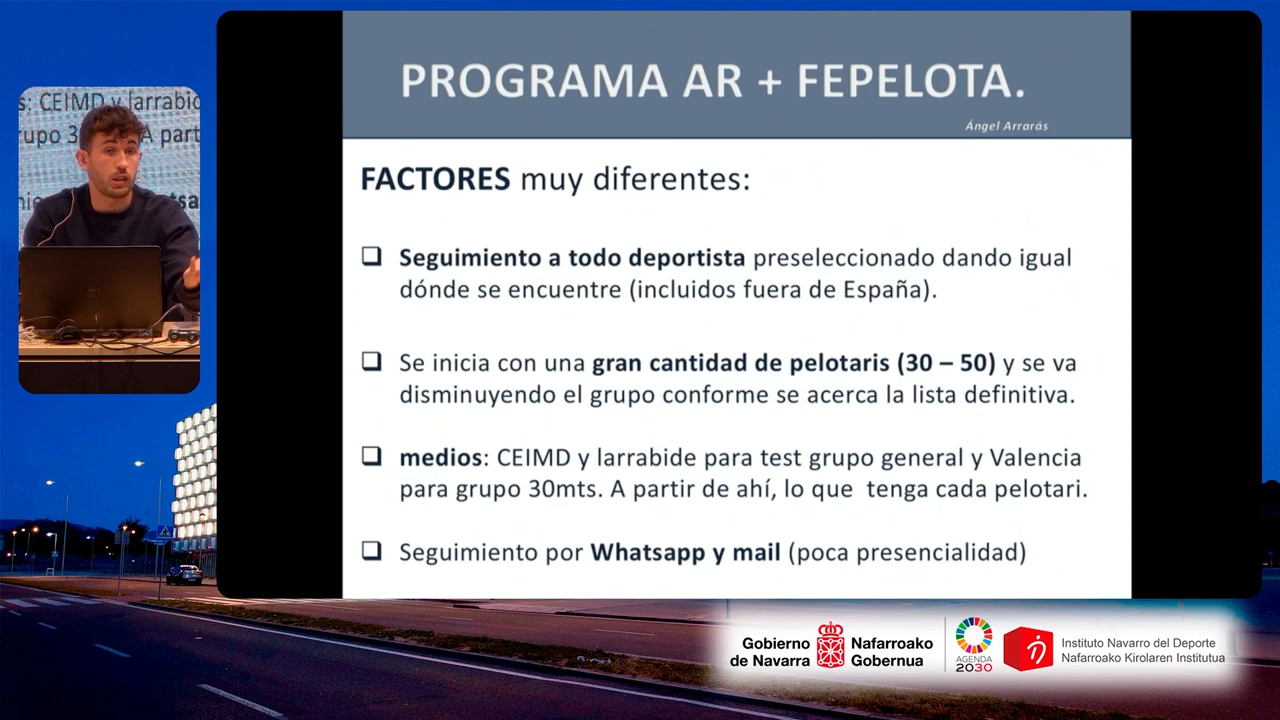 PROGRAMA AR + FEPELOTA.
Ángel Arrarás
FACTORES muy diferentes:
Seguimiento a todo deportista preseleccionado dando igual
dónde se encuentre (incluidos fuera de España).
Se inicia con una gran cantidad de pelotaris (30 – 50) y se va
disminuyendo el grupo conforme se acerca la lista definitiva.
medios: CEIMD y larrabide para test grupo general y Valencia
para grupo 30mts. A partir de ahí, lo que tenga cada pelotari.
Seguimiento por Whatsapp y mail (poca presencialidad)
s: CEIMD y larrabid
A part
Gobierno
de Navarra
Nafarroako
Gobernua
AGENDA
2030
Instituto Navarro del Deporte
Nafarroako Kirolaren Institutua